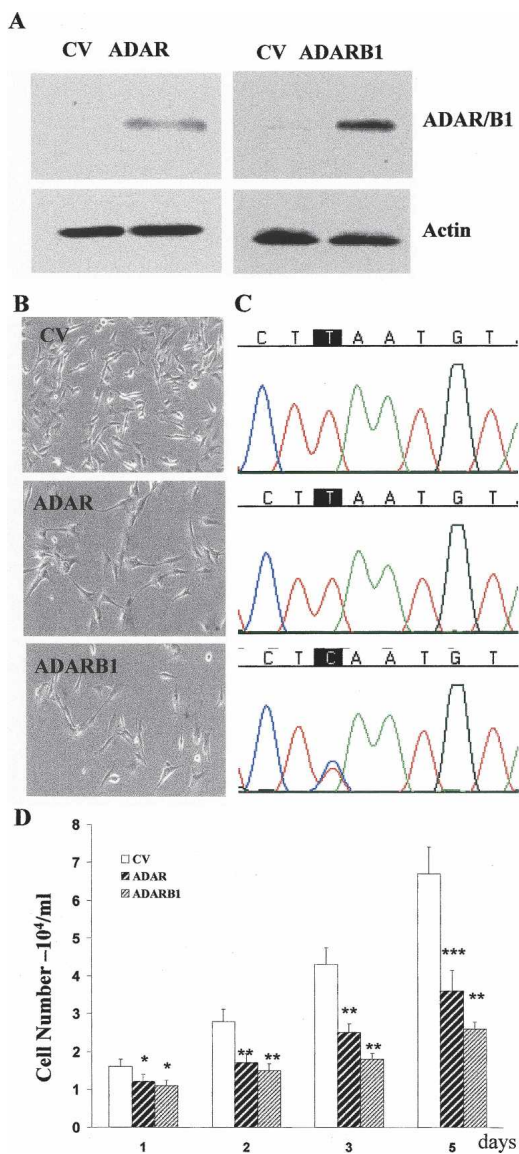 A
CV ADAR
CV ADARB1
ADAR/B1
Actin
B
CV
ADAR
ADARB1
C
C T T A A T G T .
C T T A A T G T
C T C A A T G T
D
Cell Number –10⁴/ml
8
7
6
5
4
3
2
1
0
CV
ADAR
ADARB1
* *
** **
** **
*** **
1 2 3 5 days